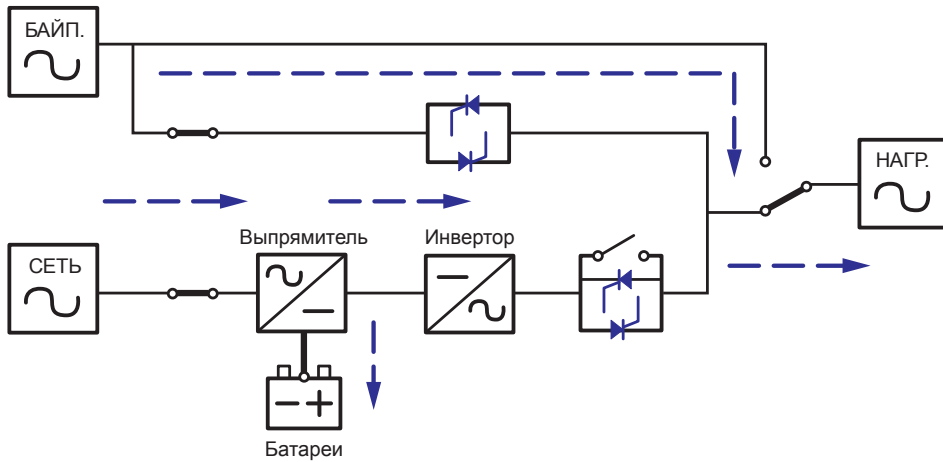 БАЙП.
НАГР.
Выпрямитель
Инвертор
СЕТЬ
Батареи